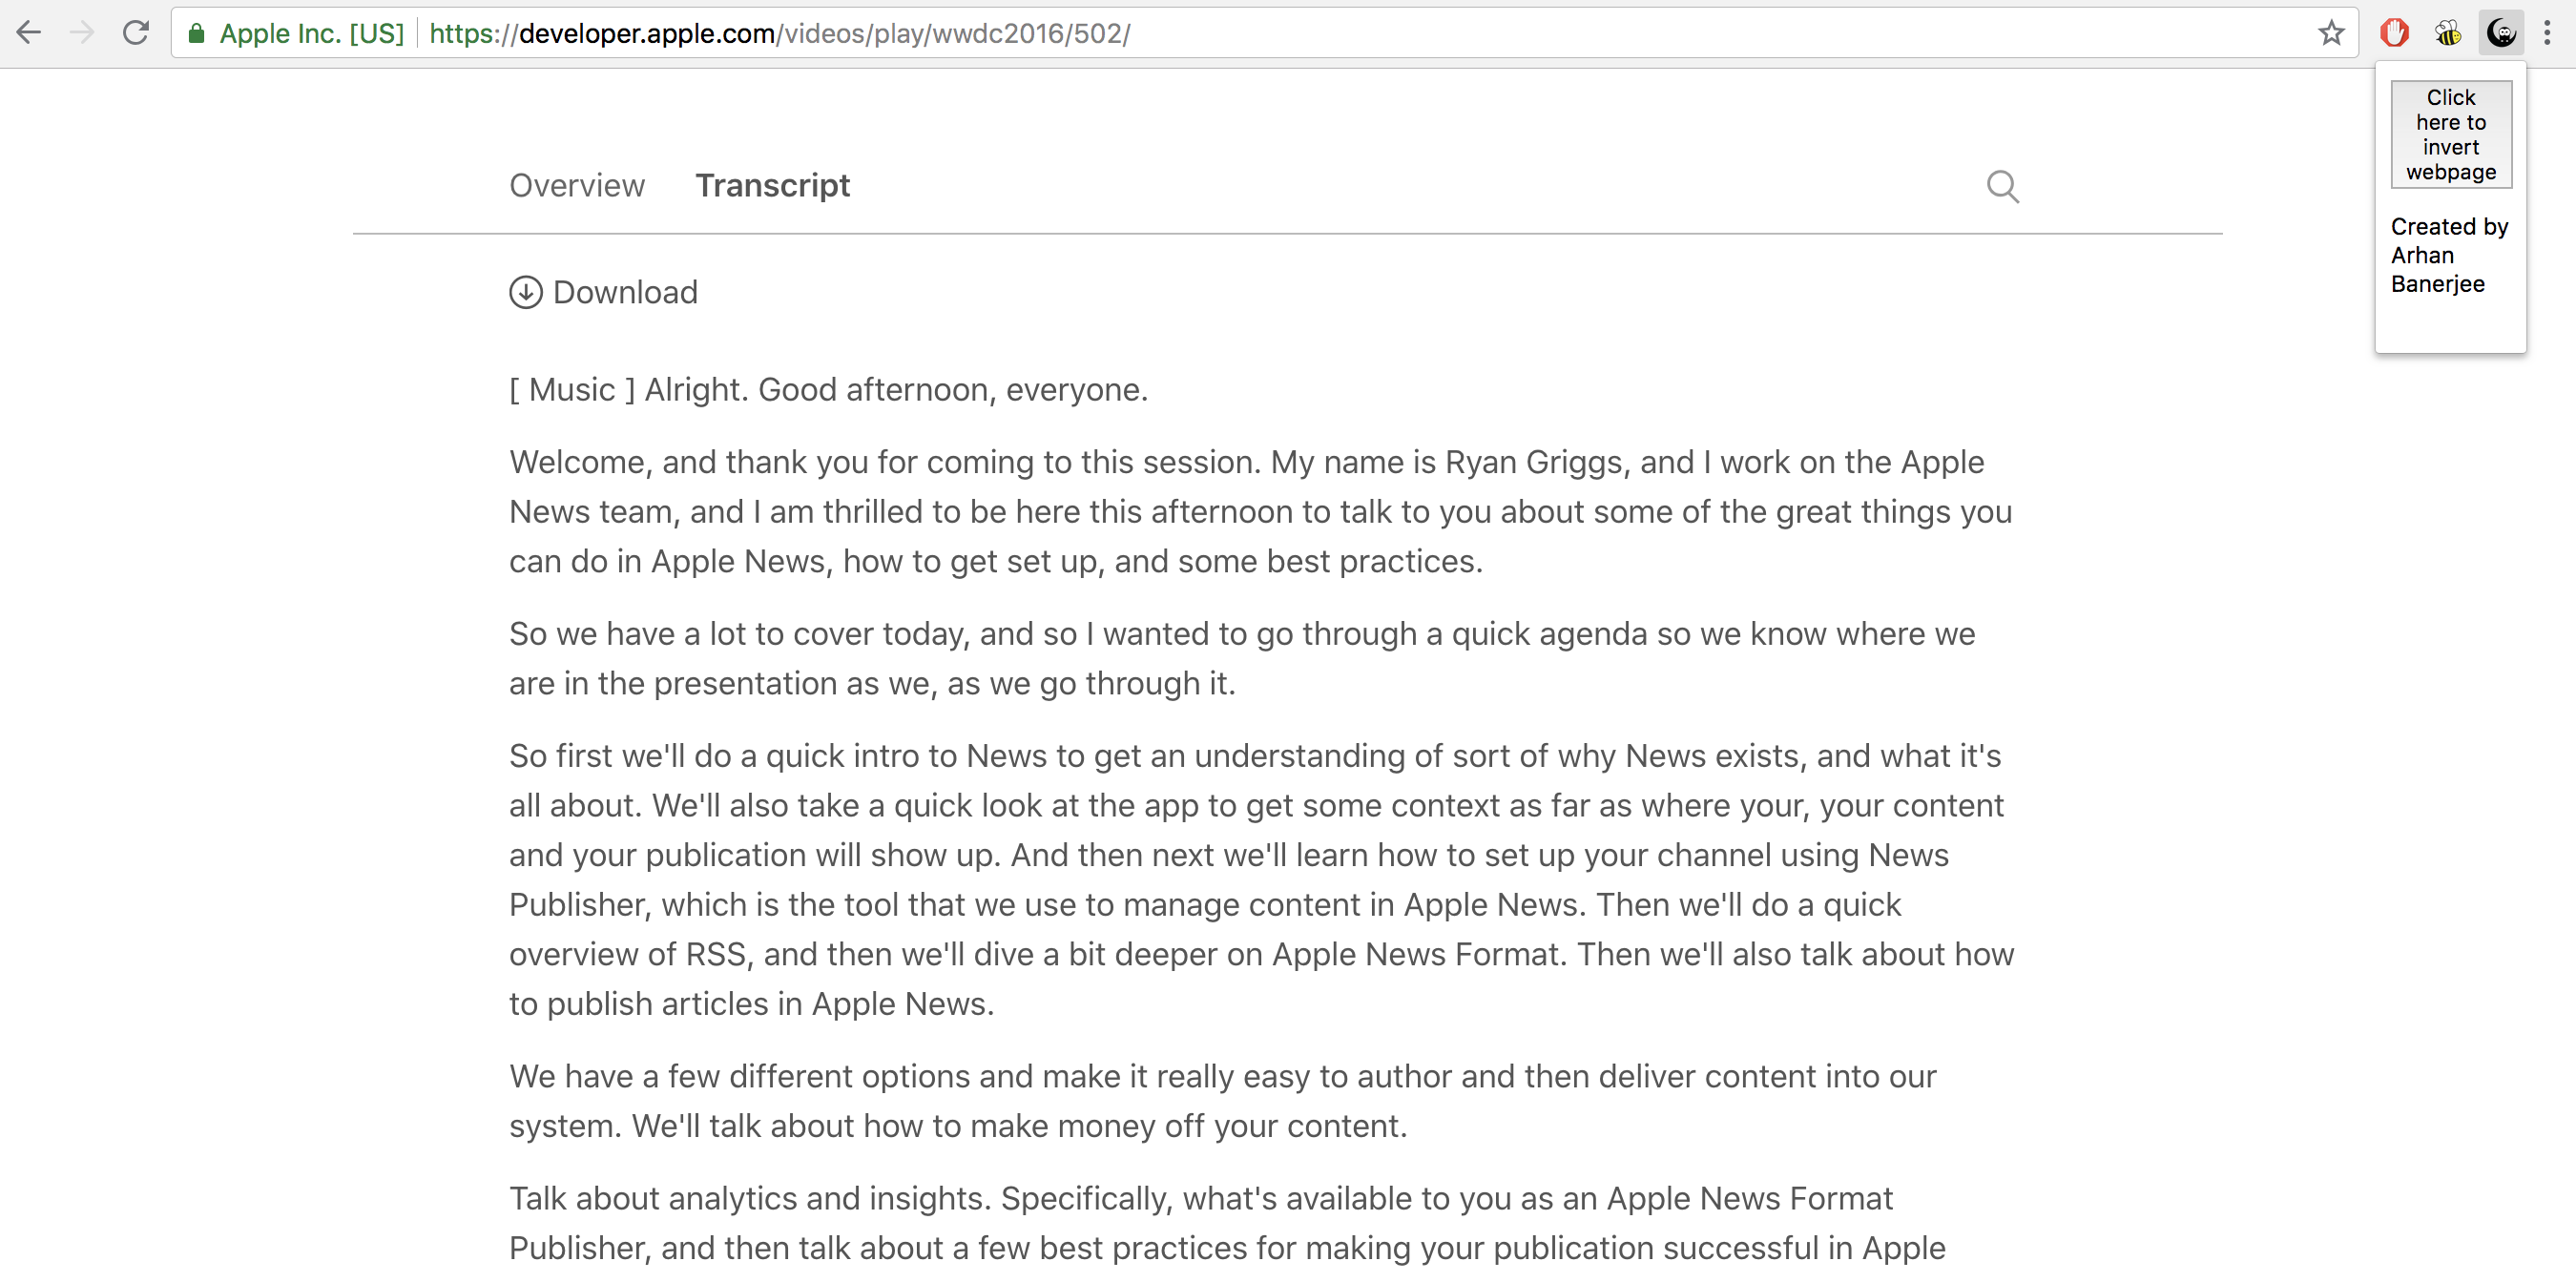 Apple Inc. [US] https://developer.apple.com/videos/play/wwdc2016/502/
Click
here to
invert
webpage
Created by
Arhan
Banerjee
Overview Transcript
Download
[ Music ] Alright. Good afternoon, everyone.
Welcome, and thank you for coming to this session. My name is Ryan Griggs, and I work on the Apple
News team, and I am thrilled to be here this afternoon to talk to you about some of the great things you
can do in Apple News, how to get set up, and some best practices.
So we have a lot to cover today, and so I wanted to go through a quick agenda so we know where we
are in the presentation as we, as we go through it.
So first we'll do a quick intro to News to get an understanding of sort of why News exists, and what it's
all about. We'll also take a quick look at the app to get some context as far as where your, your content
and your publication will show up. And then next we'll learn how to set up your channel using News
Publisher, which is the tool that we use to manage content in Apple News. Then we'll do a quick
overview of RSS, and then we'll dive a bit deeper on Apple News Format. Then we'll also talk about how
to publish articles in Apple News.
We have a few different options and make it really easy to author and then deliver content into our
system. We'll talk about how to make money off your content.
Talk about analytics and insights. Specifically, what's available to you as an Apple News Format
Publisher, and then talk about a few best practices for making your publication successful in Apple